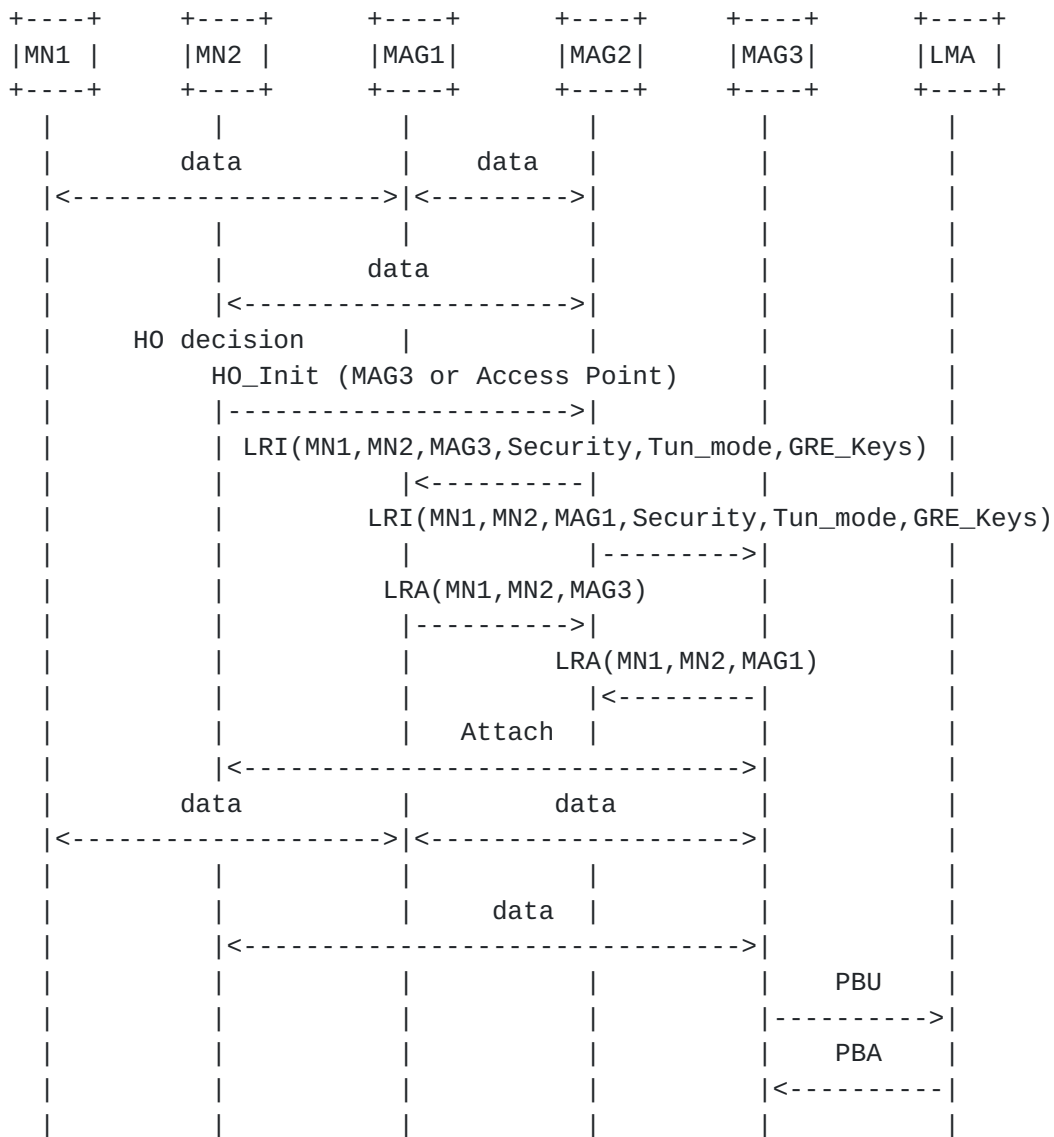 +----+     +----+      +----+      +----+     +----+      +----+
|MN1 |     |MN2 |      |MAG1|      |MAG2|     |MAG3|      |LMA |
+----+     +----+      +----+      +----+     +----+      +----+
  |          |           |           |          |           |
  |        data          |    data   |          |           |
  |<-------------------->|<--------->|          |           |
  |          |           |           |          |           |
  |          |         data          |          |           |
  |          |<--------------------->|          |           |
  |     HO decision      |           |          |           |
  |          HO_Init (MAG3 or Access Point)     |           |
  |          |---------------------->|          |           |
  |          | LRI(MN1,MN2,MAG3,Security,Tun_mode,GRE_Keys) |
  |          |           |<----------|          |           |
  |          |         LRI(MN1,MN2,MAG1,Security,Tun_mode,GRE_Keys)
  |          |           |           |--------->|           |
  |          |          LRA(MN1,MN2,MAG3)       |           |
  |          |           |---------->|          |           |
  |          |           |         LRA(MN1,MN2,MAG1)        |
  |          |           |           |<---------|           |
  |          |           |   Attach  |          |           |
  |          |<-------------------------------->|           |
  |        data          |         data         |           |
  |<-------------------->|<-------------------->|           |
  |          |           |           |          |           |
  |          |           |     data  |          |           |
  |          |<-------------------------------->|           |
  |          |           |           |          |    PBU    |
  |          |           |           |          |---------->|
  |          |           |           |          |    PBA    |
  |          |           |           |          |<----------|
  |          |           |           |          |           |